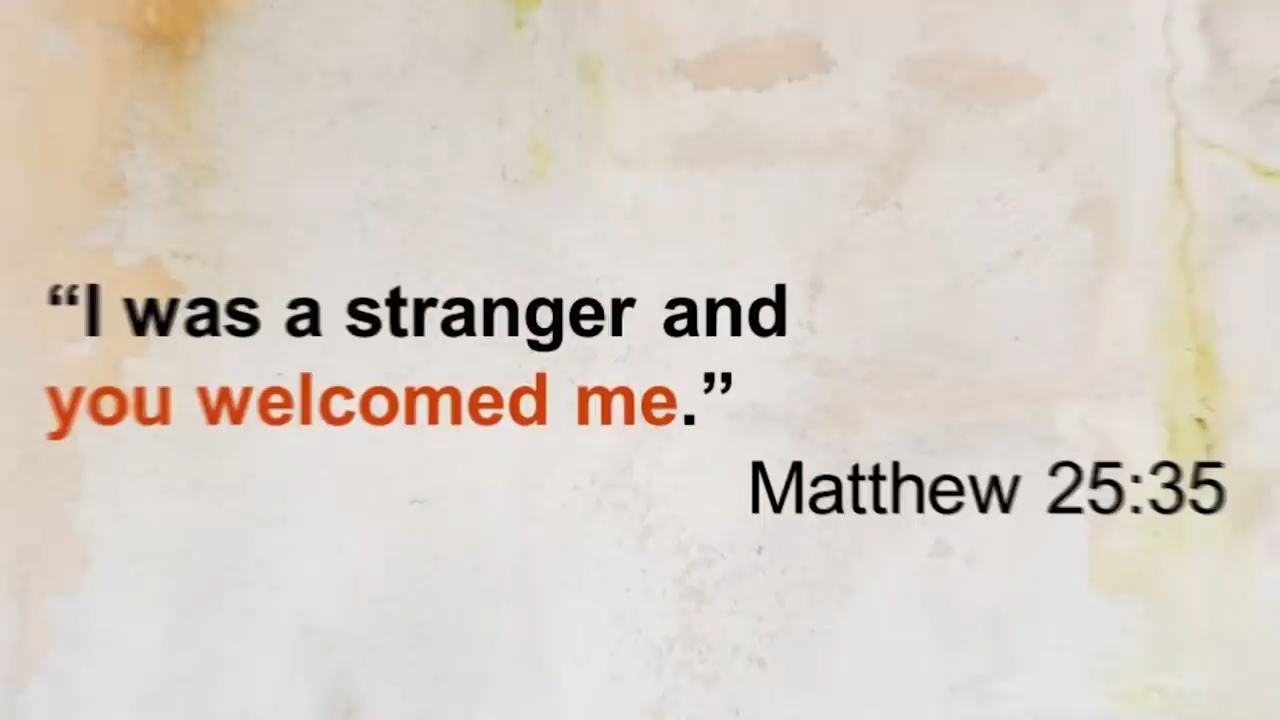 “I was a stranger and
you welcomed me.”
Matthew 25:35